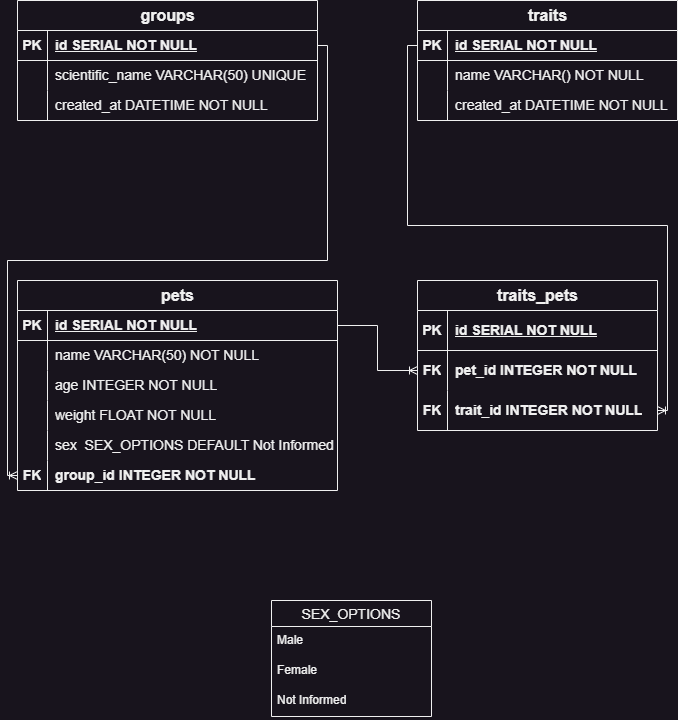 groups
PK id SERIAL NOT NULL
scientific_name VARCHAR(50) UNIQUE
created_at DATETIME NOT NULL
traits
PK id SERIAL NOT NULL
name VARCHAR() NOT NULL
created_at DATETIME NOT NULL
pets
PK id SERIAL NOT NULL
name VARCHAR(50) NOT NULL
age INTEGER NOT NULL
weight FLOAT NOT NULL
sex SEX_OPTIONS DEFAULT Not Informed
FK group_id INTEGER NOT NULL
traits_pets
PK id SERIAL NOT NULL
FK pet_id INTEGER NOT NULL
FK trait_id INTEGER NOT NULL
SEX_OPTIONS
Male
Female
Not Informed